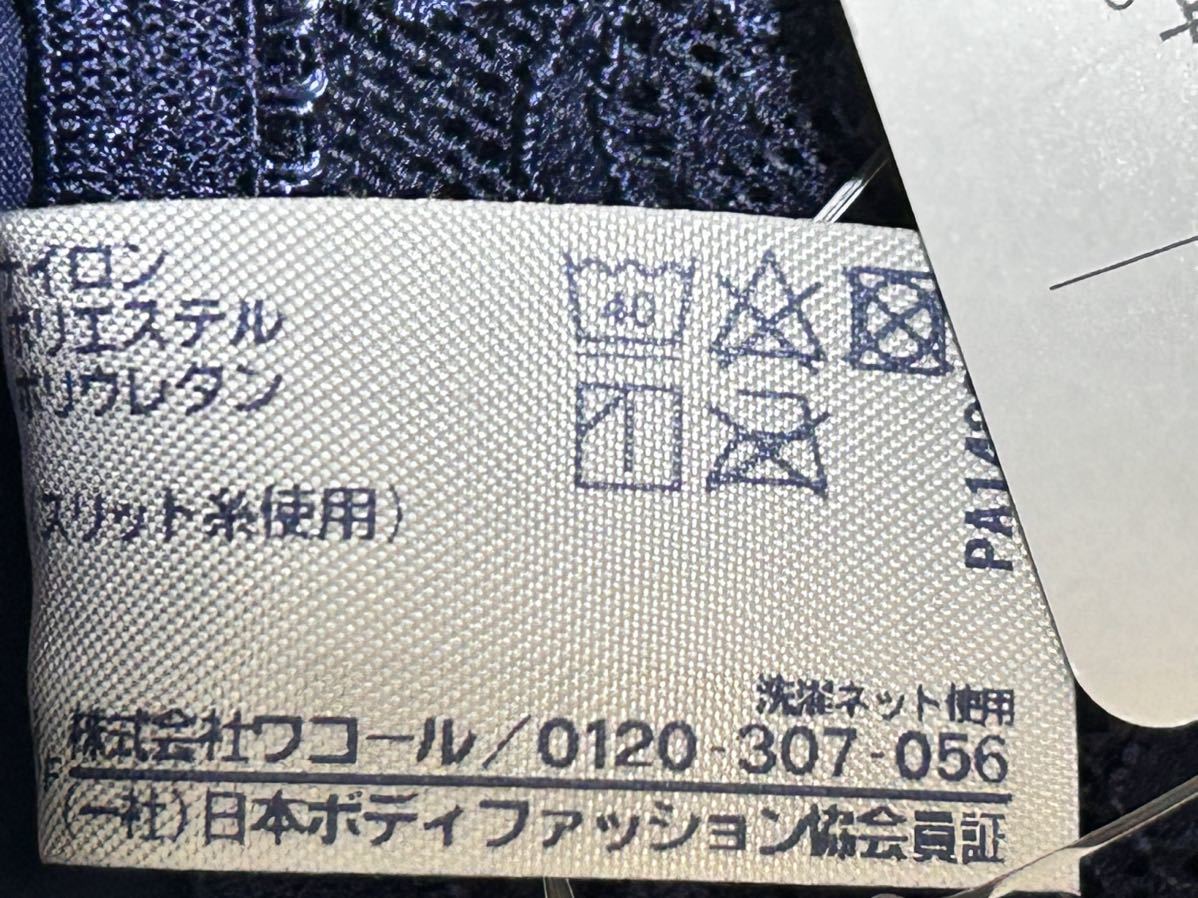 ナイロン
ポリエステル
ポリウレタン
スリット糸使用)
40
PA1
洗濯ネット使用
株式会社ワコール/0120-307-056
(一社)日本ボディファッション協会員証